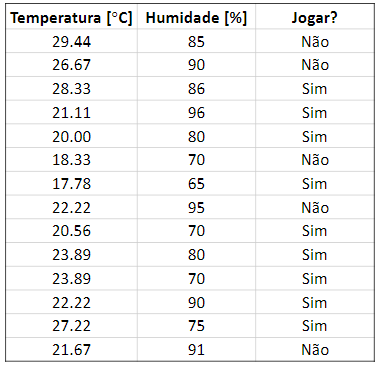 Temperatura [°C] Humidade [%] Jogar?
29.44 85 Não
26.67 90 Não
28.33 86 Sim
21.11 96 Sim
20.00 80 Sim
18.33 70 Não
17.78 65 Sim
22.22 95 Não
20.56 70 Sim
23.89 80 Sim
23.89 70 Sim
22.22 90 Sim
27.22 75 Sim
21.67 91 Não